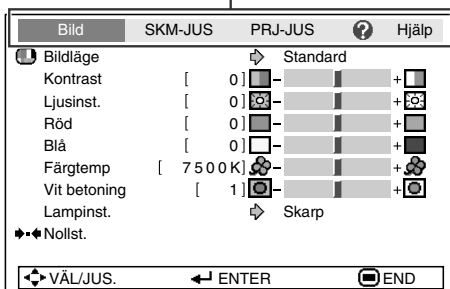 Bild SKM-JUS PRJ-JUS ? Hjälp
Bildläge Standard
Kontrast [ 0] - +
Ljusinst. [ 0] - +
Röd [ 0] - +
Blå [ 0] - +
Färgtemp [ 7500K] - +
Vit betoning [ 1] - +
Lampinst. Skarp
Nollst.
VÄL/JUS. ENTER END